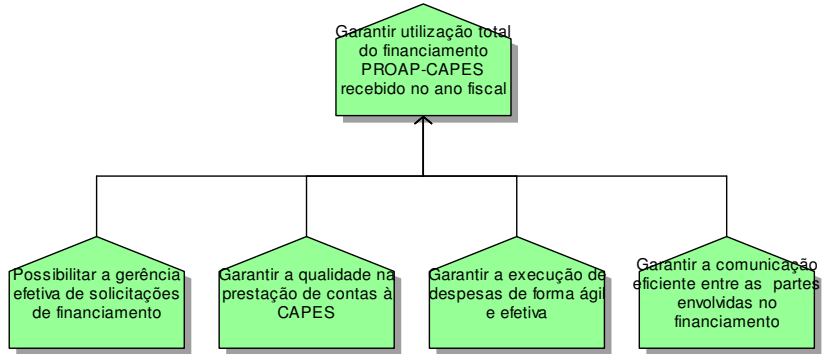 Garantir utilização total
do financiamento
PROAP-CAPES
recebido no ano fiscal
Possibilitar a gerência
efetiva de solicitações
de financiamento
Garantir a qualidade na
prestação de contas à
CAPES
Garantir a execução de
despesas de forma ágil
e efetiva
Garantir a comunicação
eficiente entre as partes
envolvidas no
financiamento